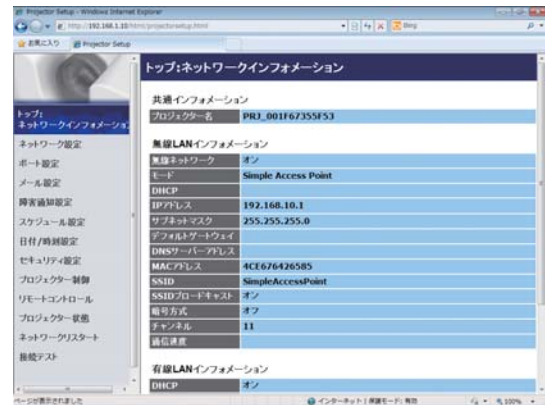 Projector Setup - Windows Internet Explorer
http://192.168.1.10/html/projectorsetup.html
Bing
お気に入り
Projector Setup
トップ:
ネットワークインフォメーション
ネットワーク設定
ポート設定
メール設定
障害通知設定
スケジュール設定
日付/時刻設定
セキュリティ設定
プロジェクター制御
リモートコントロール
プロジェクター状態
ネットワークリスタート
接続テスト
トップ:ネットワークインフォメーション
共通インフォメーション
プロジェクター名 PRJ_001F67355F53
無線LANインフォメーション
無線ネットワーク オン
モード Simple Access Point
DHCP
IPアドレス 192.168.10.1
サブネットマスク 255.255.255.0
デフォルトゲートウェイ
DNSサーバーアドレス
MACアドレス 4CE676426585
SSID SimpleAccessPoint
SSIDブロードキャスト オン
暗号方式 オフ
チャンネル 11
通信速度
有線LANインフォメーション
DHCP オン
ページが表示されました
インターネット | 保護モード: 有効
100%